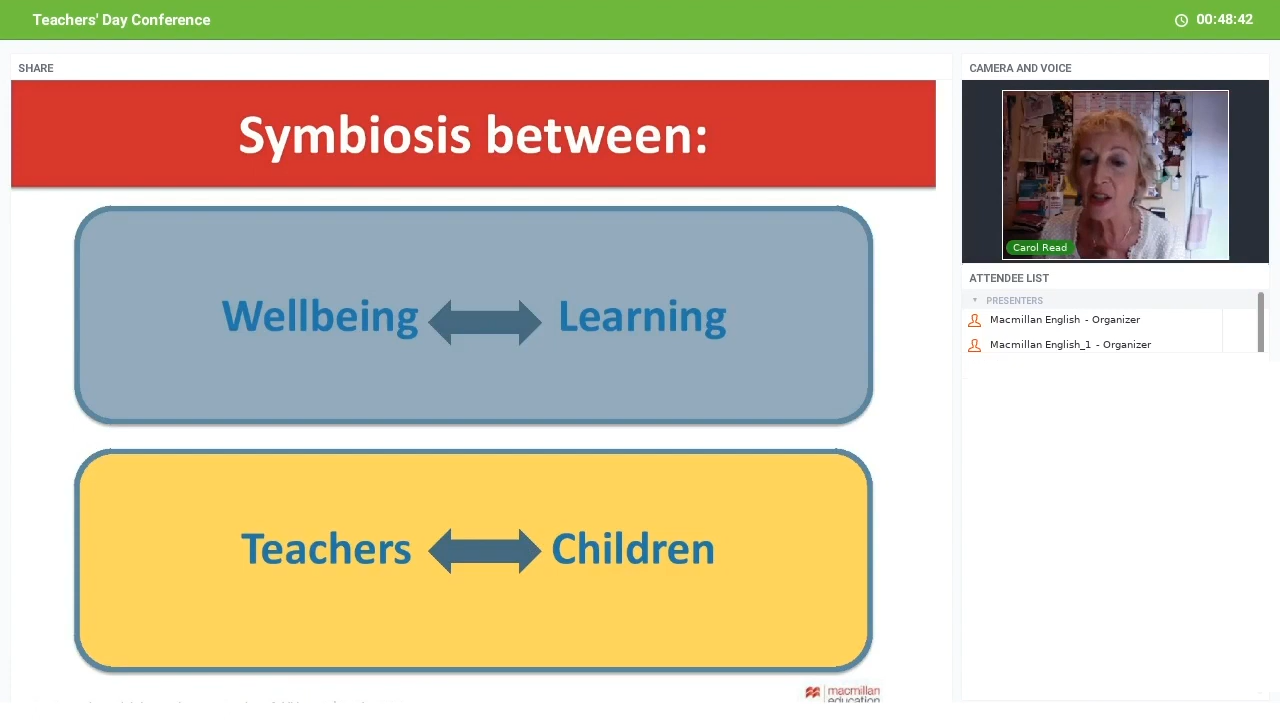 Teachers' Day Conference
00:48:42
SHARE
Symbiosis between:
Wellbeing Learning
Teachers Children
macmillan
education
CAMERA AND VOICE
Carol Read
ATTENDEE LIST
PRESENTERS
Macmillan English - Organizer
Macmillan English_1 - Organizer